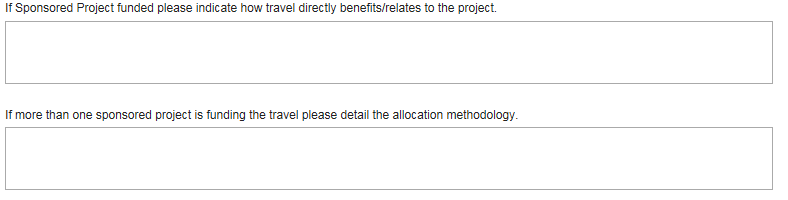 If Sponsored Project funded please indicate how travel directly benefits/relates to the project.
If more than one sponsored project is funding the travel please detail the allocation methodology.